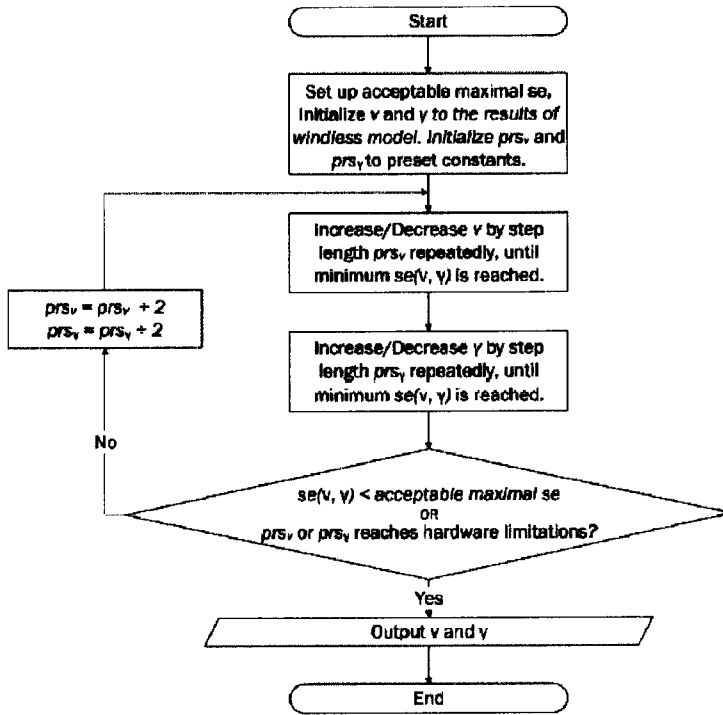 Start
Set up acceptable maximal se,
Initialize v and γ to the results of
windless model. Initialize prsᵥ and
prsᵧ to preset constants.
Increase/Decrease v by step
length prsᵥ repeatedly, until
minimum se(v, γ) is reached.
prsᵥ = prsᵥ ÷ 2
prsᵧ = prsᵧ ÷ 2
Increase/Decrease γ by step
length prsᵧ repeatedly, until
minimum se(v, γ) is reached.
No
se(v, γ) < acceptable maximal se
OR
prsᵥ or prsᵧ reaches hardware limitations?
Yes
Output v and γ
End